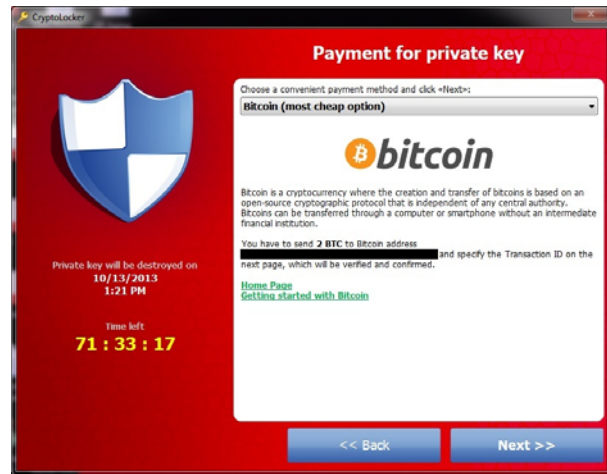 CryptoLocker
Payment for private key
Choose a convenient payment method and click «Next»:
Bitcoin (most cheap option)
bitcoin
Bitcoin is a cryptocurrency where the creation and transfer of bitcoins is based on an
open-source cryptographic protocol that is independent of any central authority.
Bitcoins can be transferred through a computer or smartphone without an intermediate
financial institution.
You have to send 2 BTC to Bitcoin address
and specify the Transaction ID on the
next page, which will be verified and confirmed.
Home Page
Getting started with Bitcoin
Private key will be destroyed on
10/13/2013
1:21 PM
Time left
71 : 33 : 17
<< Back
Next >>